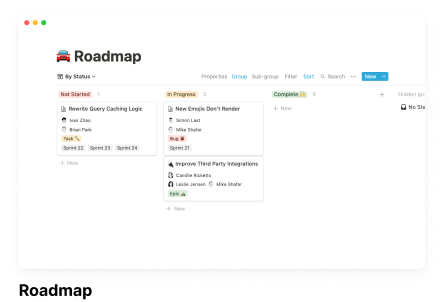 Roadmap
By Status
Properties Group Sub-group Filter Sort Search ... New
Not Started 1
In Progress 2
Complete 0
Hidden gro
Rewrite Query Caching Logic
Ivan Zhao
Brian Park
Task
Sprint 22 Sprint 23 Sprint 24
+ New
New Emojis Don't Render
Simon Last
Mike Shafer
Bug
Sprint 21
Improve Third Party Integrations
Camille Ricketts
Leslie Jensen Mike Shafer
Epic
+ New
+ New
No Sta
Roadmap